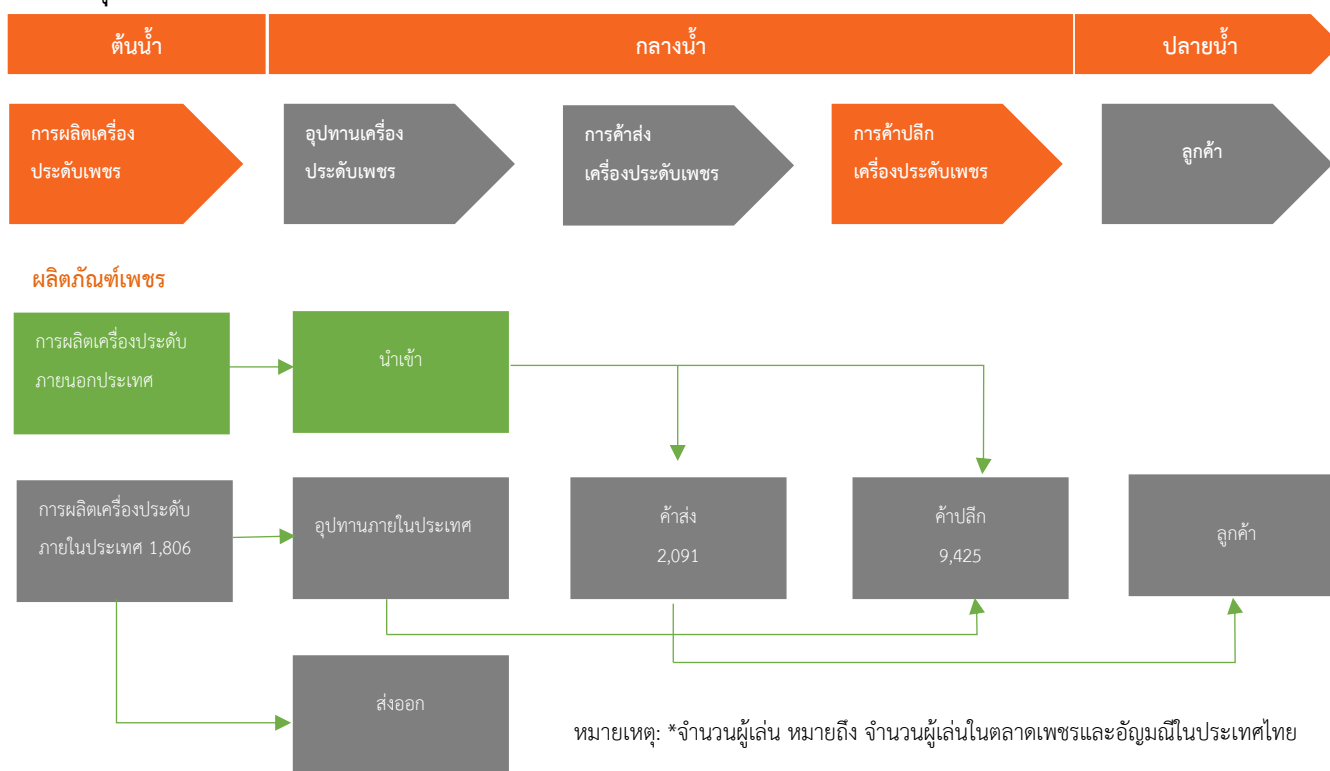 ต้นน้ำ
กลางน้ำ
ปลายน้ำ
การผลิตเครื่อง
ประดับเพชร
อุปทานเครื่อง
ประดับเพชร
การค้าส่ง
เครื่องประดับเพชร
การค้าปลีก
เครื่องประดับเพชร
ลูกค้า
ผลิตภัณฑ์เพชร
การผลิตเครื่องประดับ
ภายนอกประเทศ
นำเข้า
การผลิตเครื่องประดับ
ภายในประเทศ 1,806
อุปทานภายในประเทศ
ค้าส่ง
2,091
ค้าปลีก
9,425
ลูกค้า
ส่งออก
หมายเหตุ: *จำนวนผู้เล่น หมายถึง จำนวนผู้เล่นในตลาดเพชรและอัญมณีในประเทศไทย